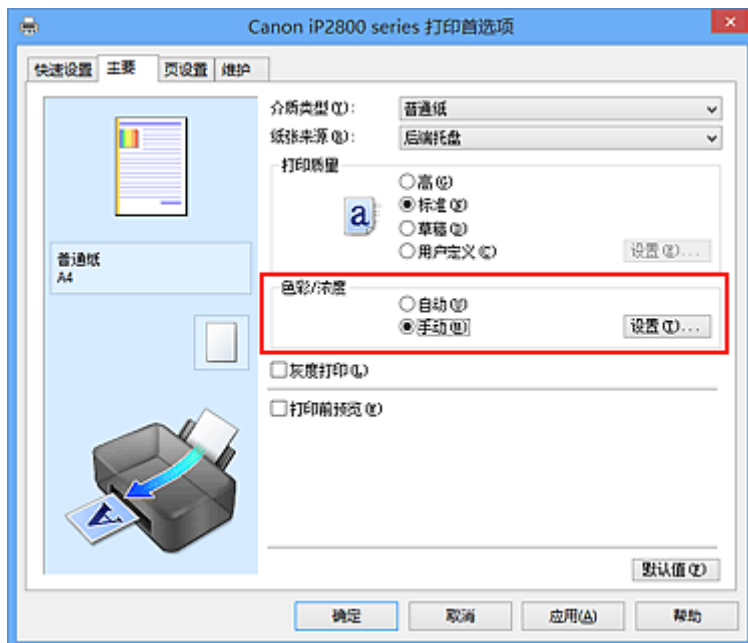 Canon iP2800 series 打印首选项
快速设置 主要 页设置 维护
介质类型(Y): 普通纸
纸张来源(R): 后端托盘
打印质量
高(G)
a
标准(D)
草稿(J)
用户定义(C) 设置(E)...
普通纸
A4
色彩/浓度
自动(U)
手动(M) 设置(T)...
灰度打印(L)
打印前预览(V)
A
默认值(F)
确定 取消 应用(A) 帮助